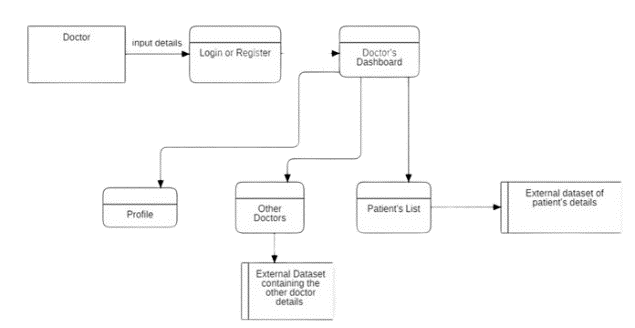 Doctor
input details
Login or Register
Doctor's
Dashboard
Profile
Other
Doctors
Patient's List
External dataset of
patient's details
External Dataset
containing the
other doctor
details